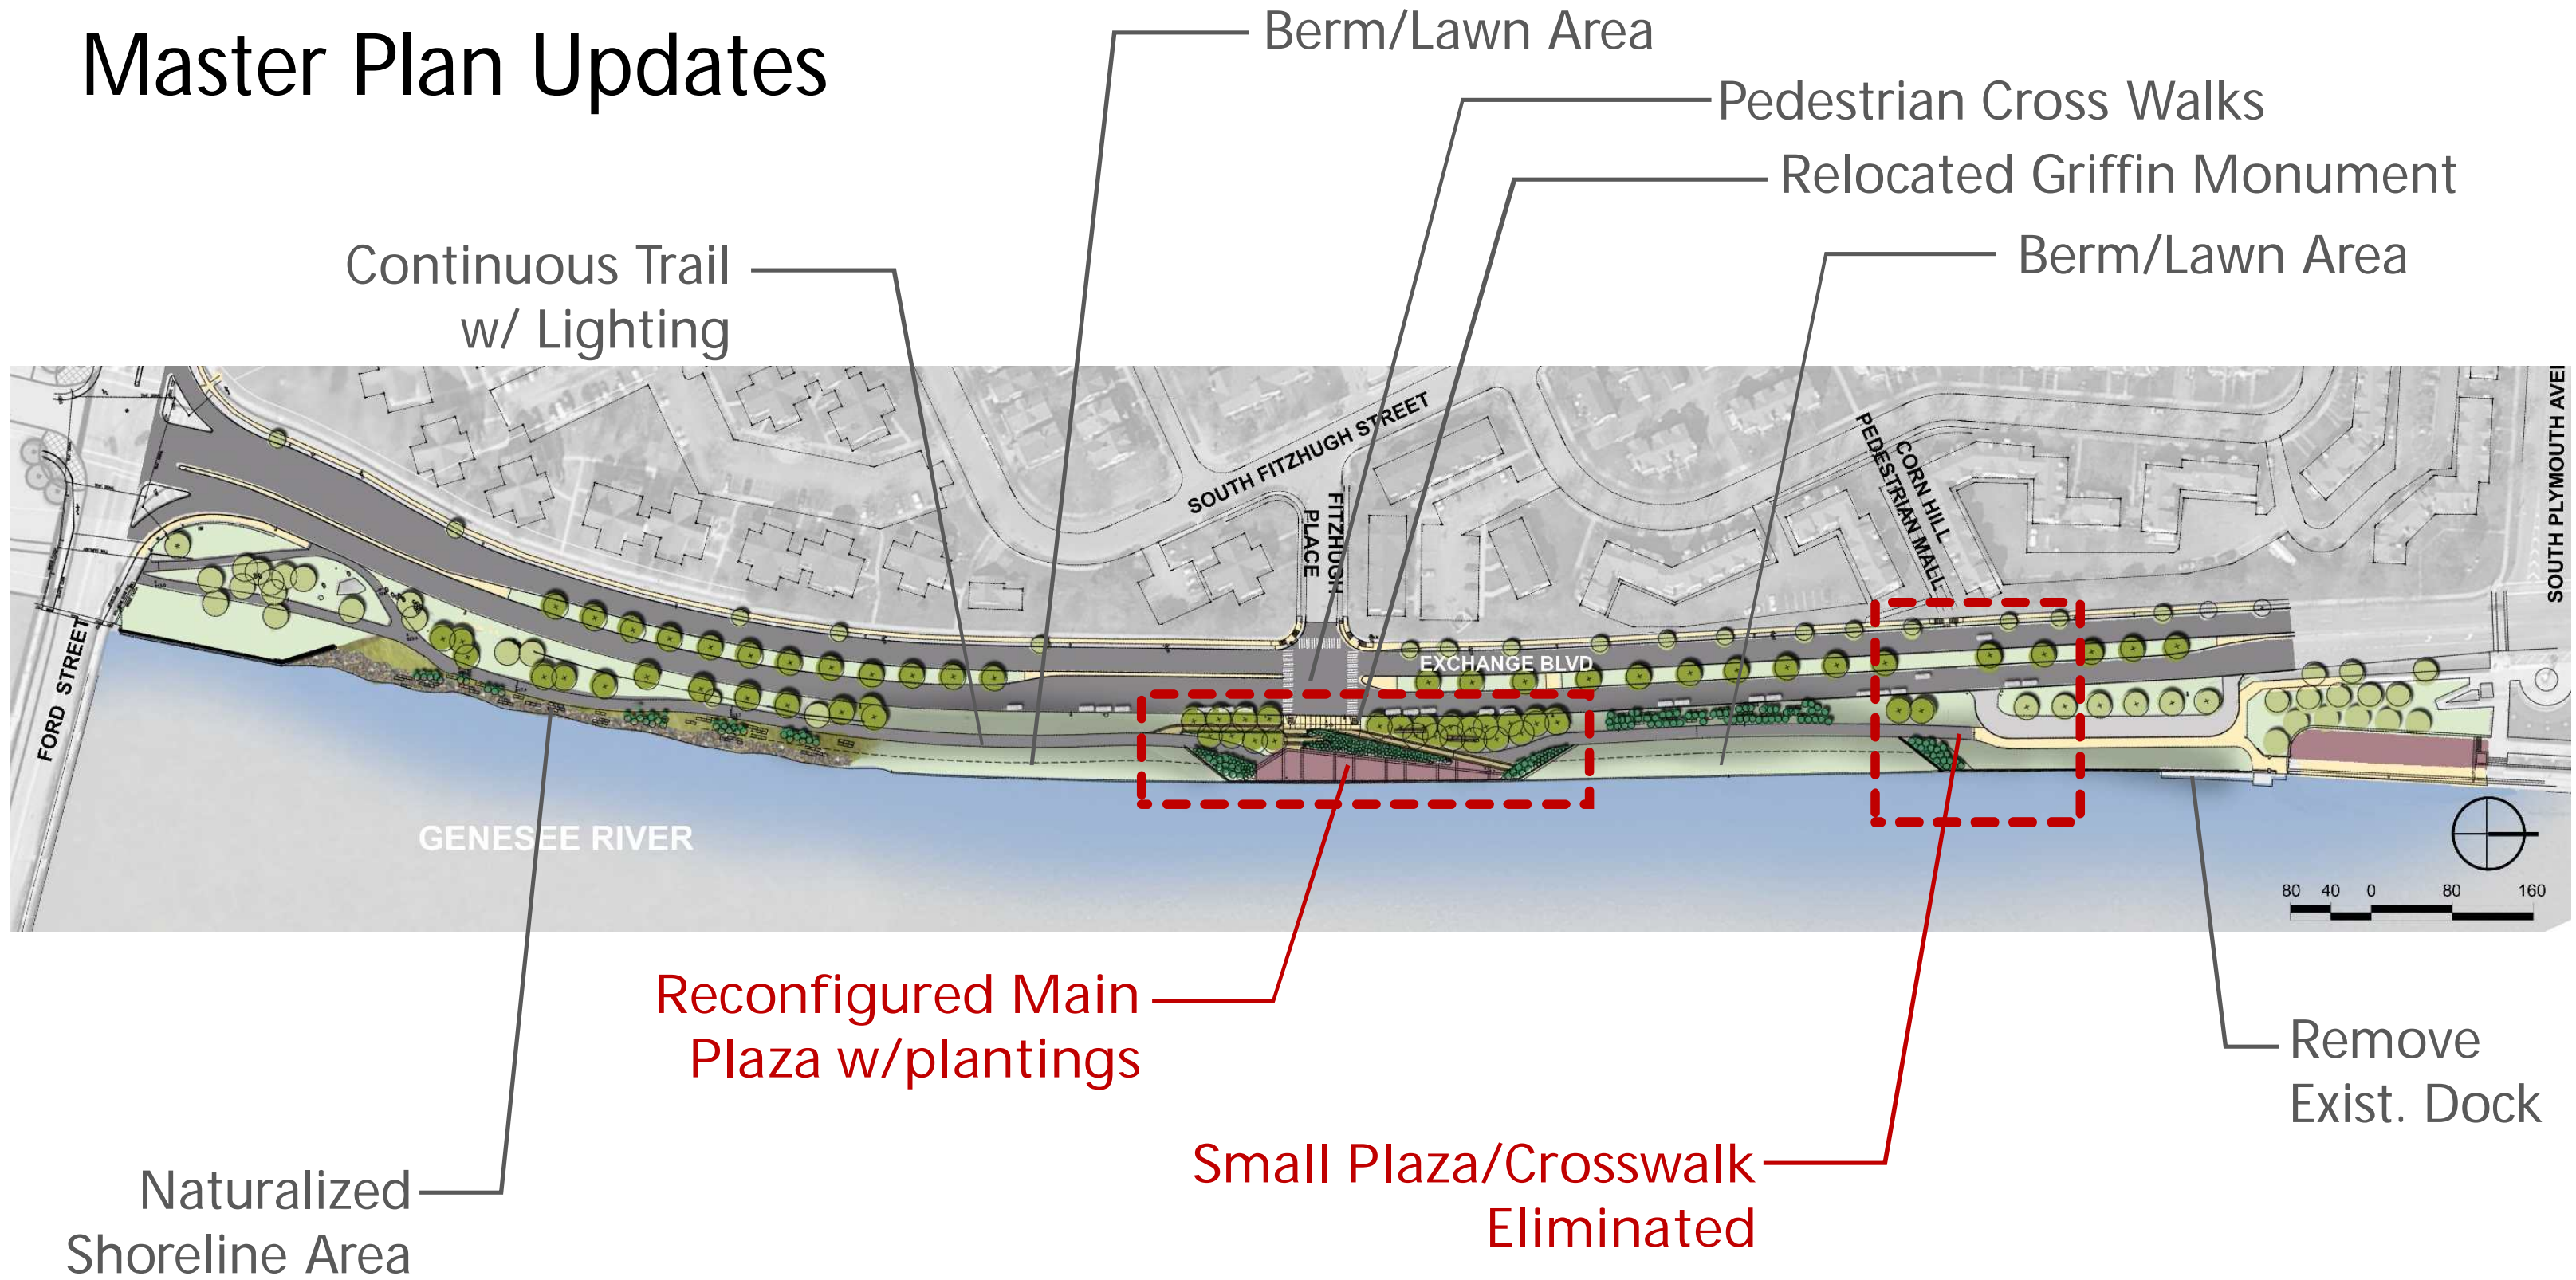 Master Plan Updates
Berm/Lawn Area
Pedestrian Cross Walks
Relocated Griffin Monument
Berm/Lawn Area
Continuous Trail
w/ Lighting
SOUTH FITZHUGH STREET
FITZHUGH
PLACE
CORN HILL
PEDESTRIAN MALL
EXCHANGE BLVD
FORD STREET
GENESEE RIVER
80 40 0 80 160
Reconfigured Main
Plaza w/plantings
Small Plaza/Crosswalk
Eliminated
Remove
Exist. Dock
Naturalized
Shoreline Area
SOUTH PLYMOUTH AVE